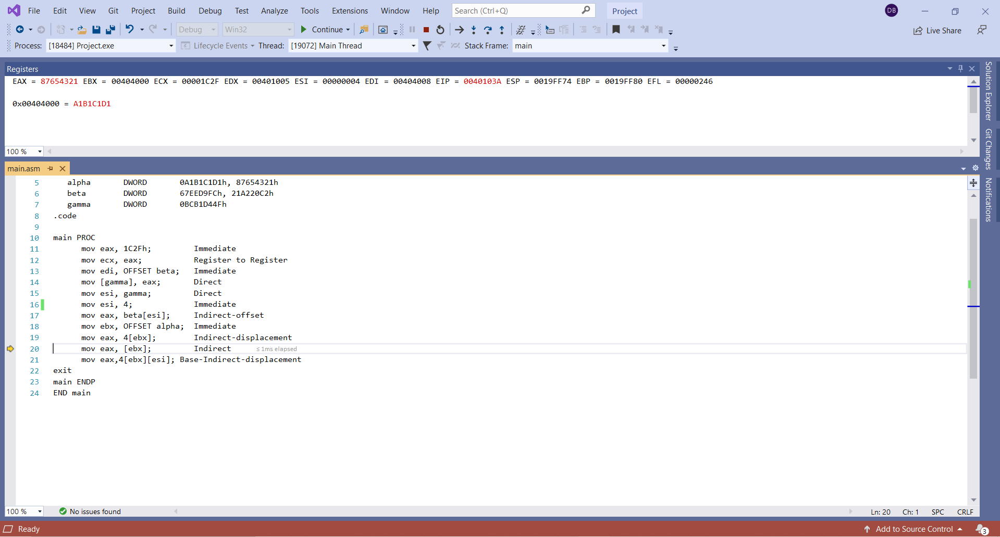 File Edit View Git Project Build Debug Test Analyze Tools Extensions Window Help Search (Ctrl+Q) Project DB
Debug Win32 Continue Live Share
Process: [18484] Project.exe Lifecycle Events Thread: [19072] Main Thread Stack Frame: main
Registers
EAX = 87654321 EBX = 00404000 ECX = 00001C2F EDX = 00401005 ESI = 00000004 EDI = 00404008 EIP = 0040103A ESP = 0019FF74 EBP = 0019FF80 EFL = 00000246
0x00404000 = A1B1C1D1
100 %
Solution Explorer
Git Changes
Notifications
main.asm
5 alpha DWORD 0A1B1C1D1h, 87654321h
6 beta DWORD 67EED9FCh, 21A220C2h
7 gamma DWORD 0BCB1D44Fh
8 .code
9
10 main PROC
11 mov eax, 1C2Fh; Immediate
12 mov ecx, eax; Register to Register
13 mov edi, OFFSET beta; Immediate
14 mov [gamma], eax; Direct
15 mov esi, gamma; Direct
16 mov esi, 4; Immediate
17 mov eax, beta[esi]; Indirect-offset
18 mov ebx, OFFSET alpha; Immediate
19 mov eax, 4[ebx]; Indirect-displacement
20 mov eax, [ebx]; Indirect ≤ 1ms elapsed
21 mov eax,4[ebx][esi]; Base-Indirect-displacement
22 exit
23 main ENDP
24 END main
100 % No issues found Ln: 20 Ch: 1 SPC CRLF
Ready Add to Source Control 3